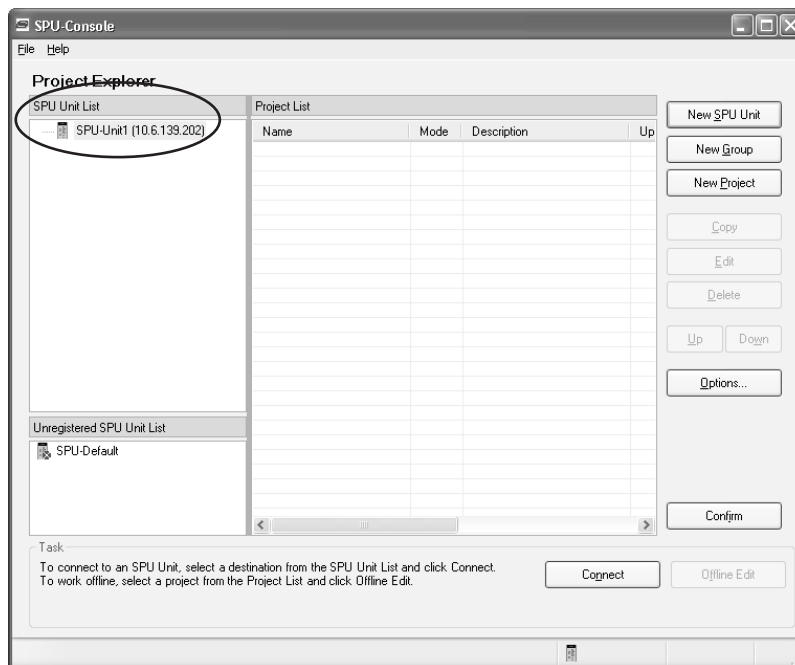 SPU-Console
File Help
Project Explorer
SPU Unit List
SPU-Unit1 (10.6.139.202)
Project List
Name Mode Description Up
New SPU Unit
New Group
New Project
Copy
Edit
Delete
Up Down
Options...
Unregistered SPU Unit List
SPU-Default
Confirm
Task
To connect to an SPU Unit, select a destination from the SPU Unit List and click Connect.
To work offline, select a project from the Project List and click Offline Edit.
Connect
Offline Edit